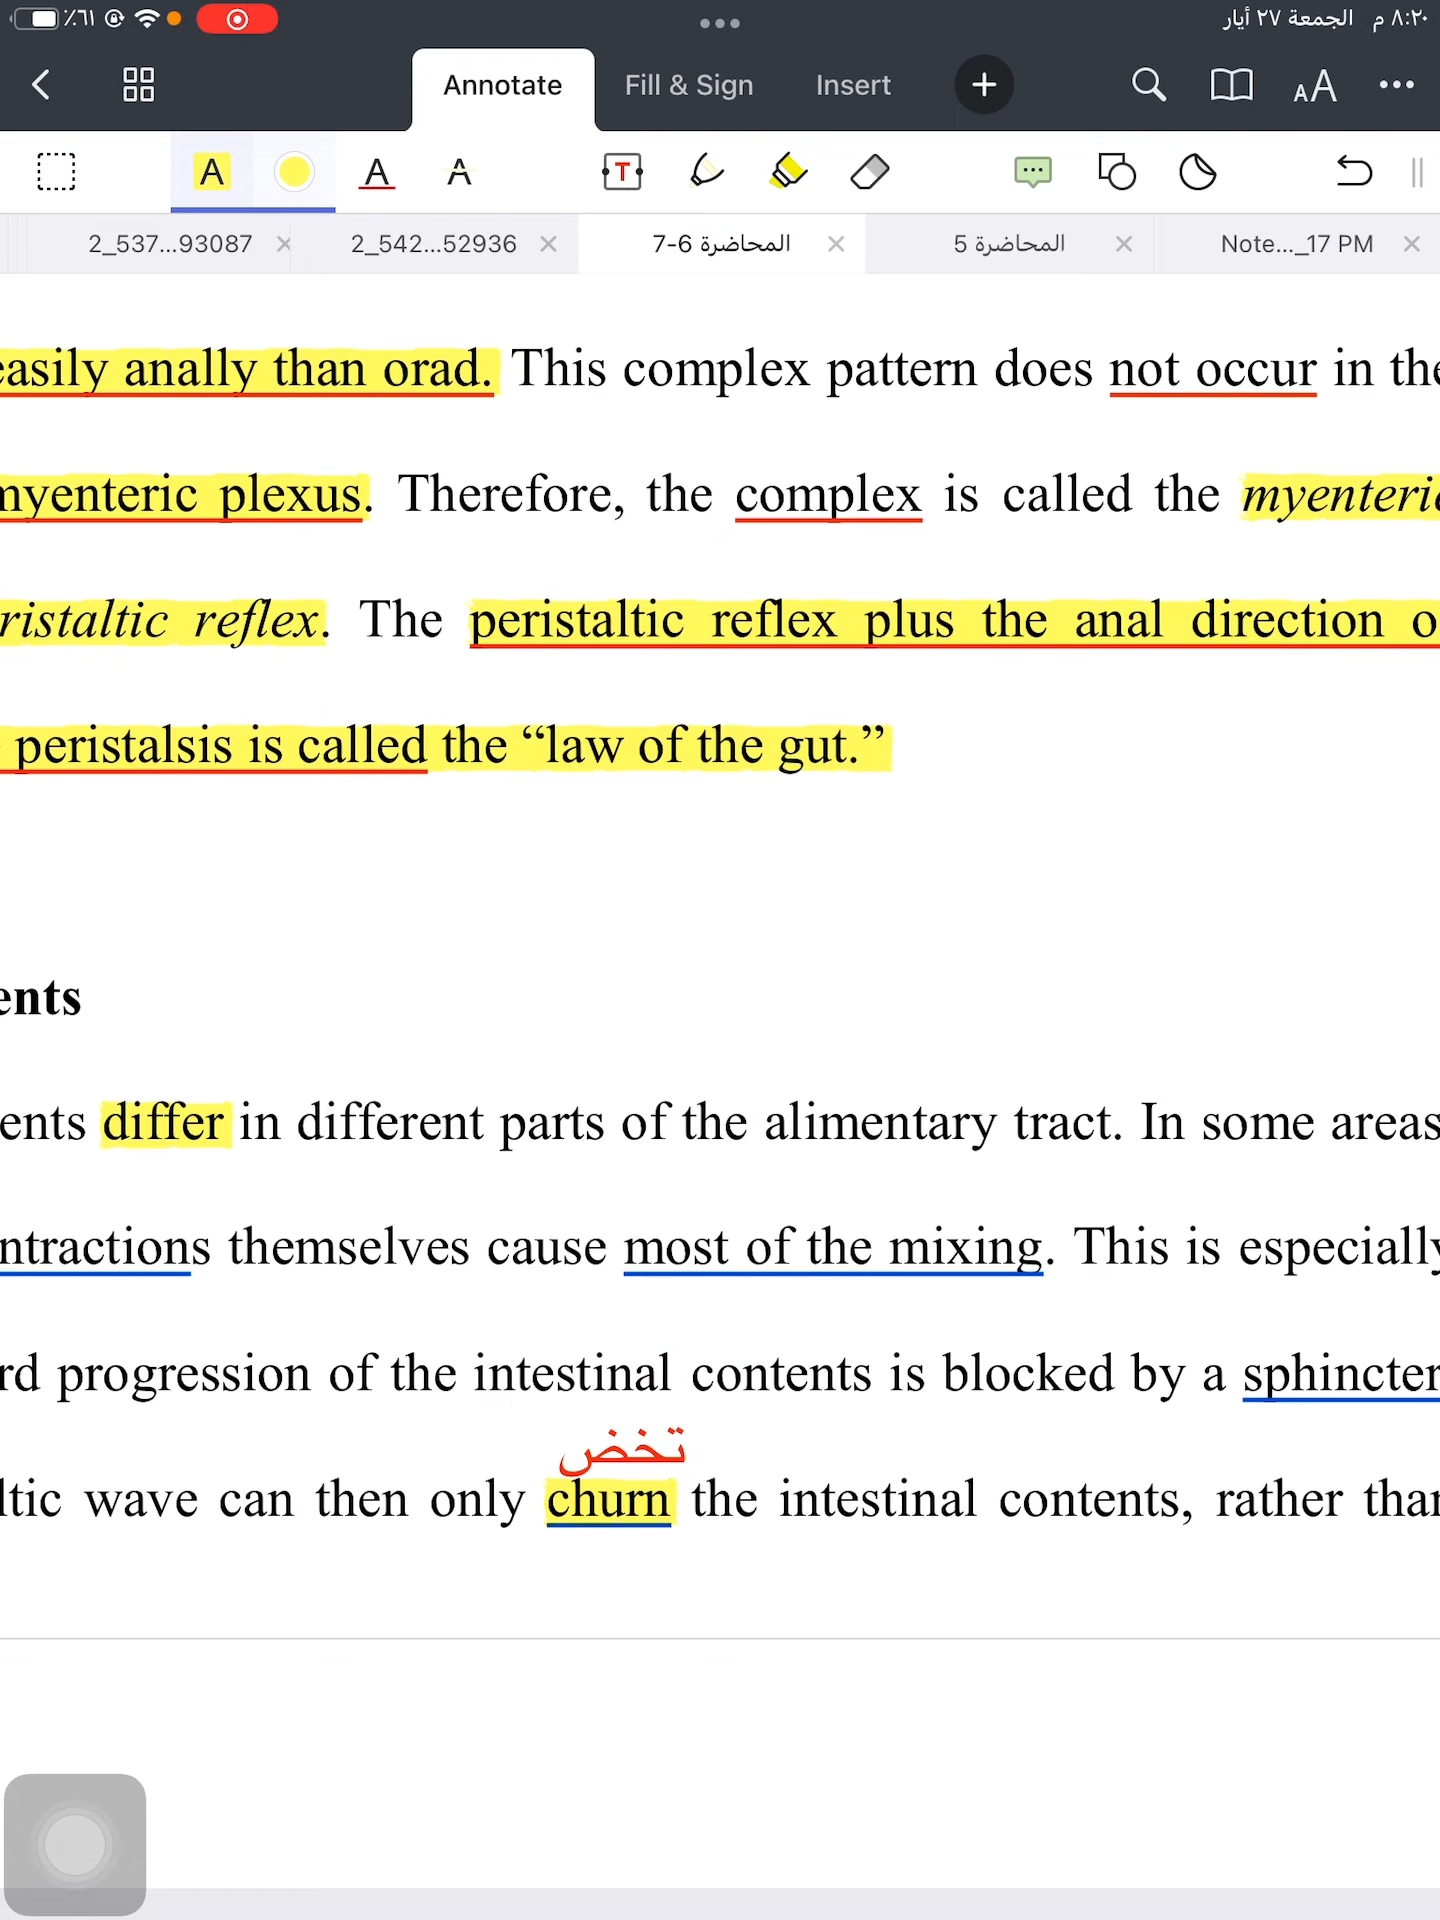 ٪٦١
٨:٢٠ م الجمعة ٢٧ أيار
Annotate Fill & Sign Insert
AA
A A A T
2_537...93087 2_542...52936 المحاضرة 6-7 المحاضرة 5 Note..._17 PM
easily anally than orad. This complex pattern does not occur in the
myenteric plexus. Therefore, the complex is called the myenteric
ristaltic reflex. The peristaltic reflex plus the anal direction o
peristalsis is called the “law of the gut.”
ents
ents differ in different parts of the alimentary tract. In some areas
ntractions themselves cause most of the mixing. This is especially
rd progression of the intestinal contents is blocked by a sphincter
تخض
ltic wave can then only churn the intestinal contents, rather than